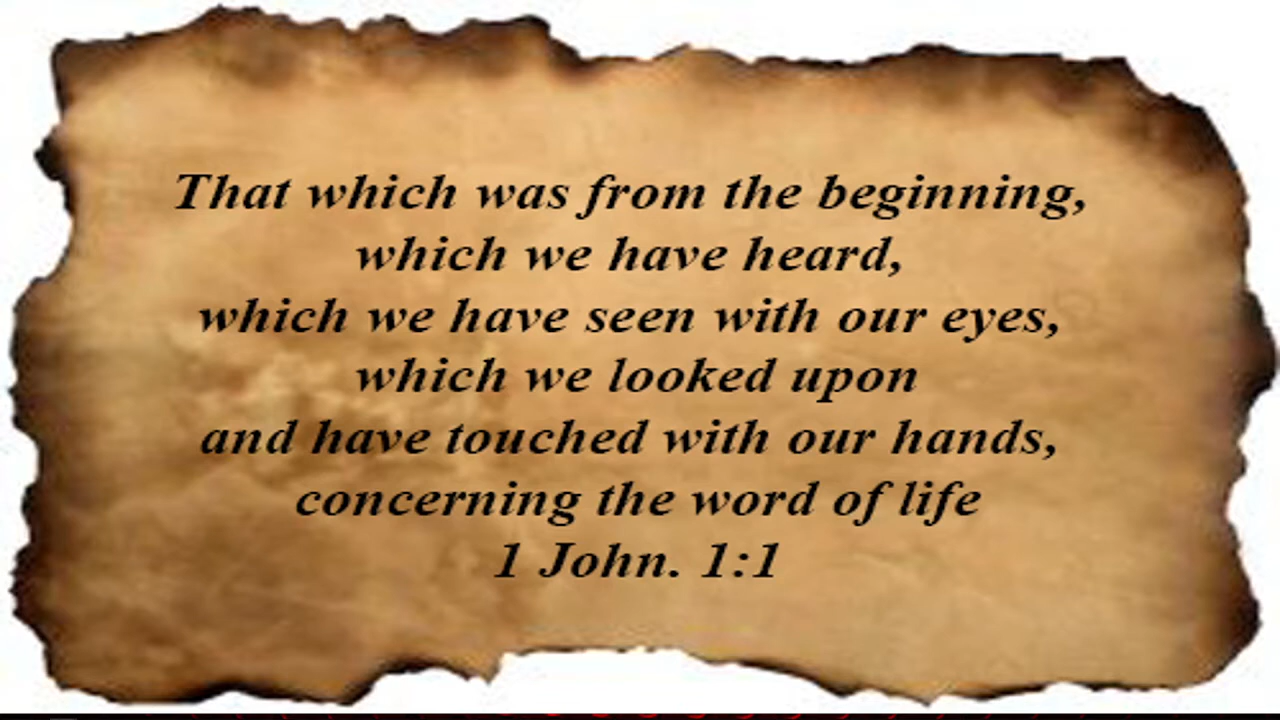 That which was from the beginning,
which we have heard,
which we have seen with our eyes,
which we looked upon
and have touched with our hands,
concerning the word of life
1 John. 1:1